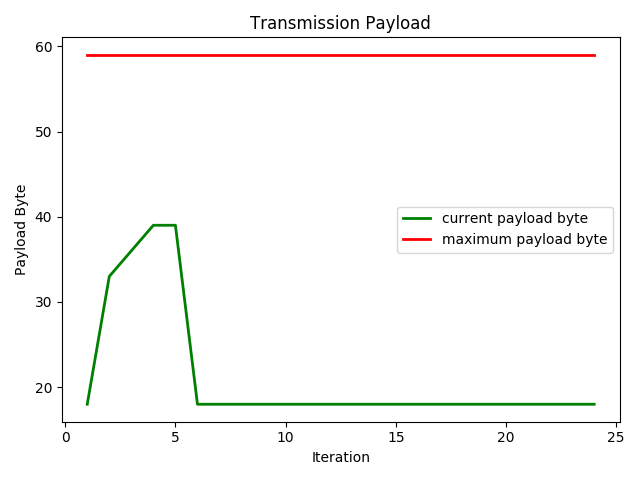 Transmission Payload
60
50
40
30
20
Payload Byte
current payload byte
maximum payload byte
0 5 10 15 20 25
Iteration